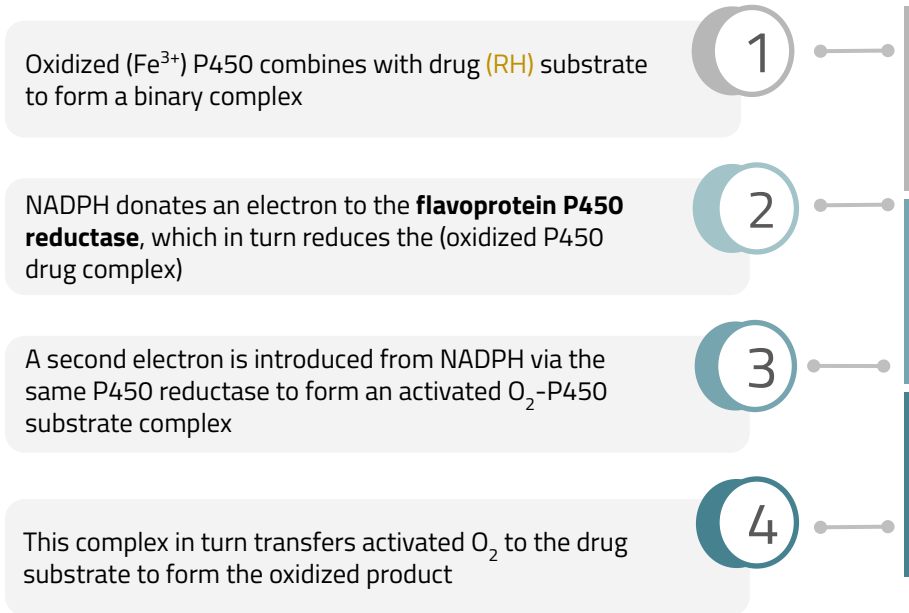 Oxidized (Fe³⁺) P450 combines with drug (RH) substrate
to form a binary complex
1
NADPH donates an electron to the flavoprotein P450
reductase, which in turn reduces the (oxidized P450
drug complex)
2
A second electron is introduced from NADPH via the
same P450 reductase to form an activated O₂-P450
substrate complex
3
This complex in turn transfers activated O₂ to the drug
substrate to form the oxidized product
4